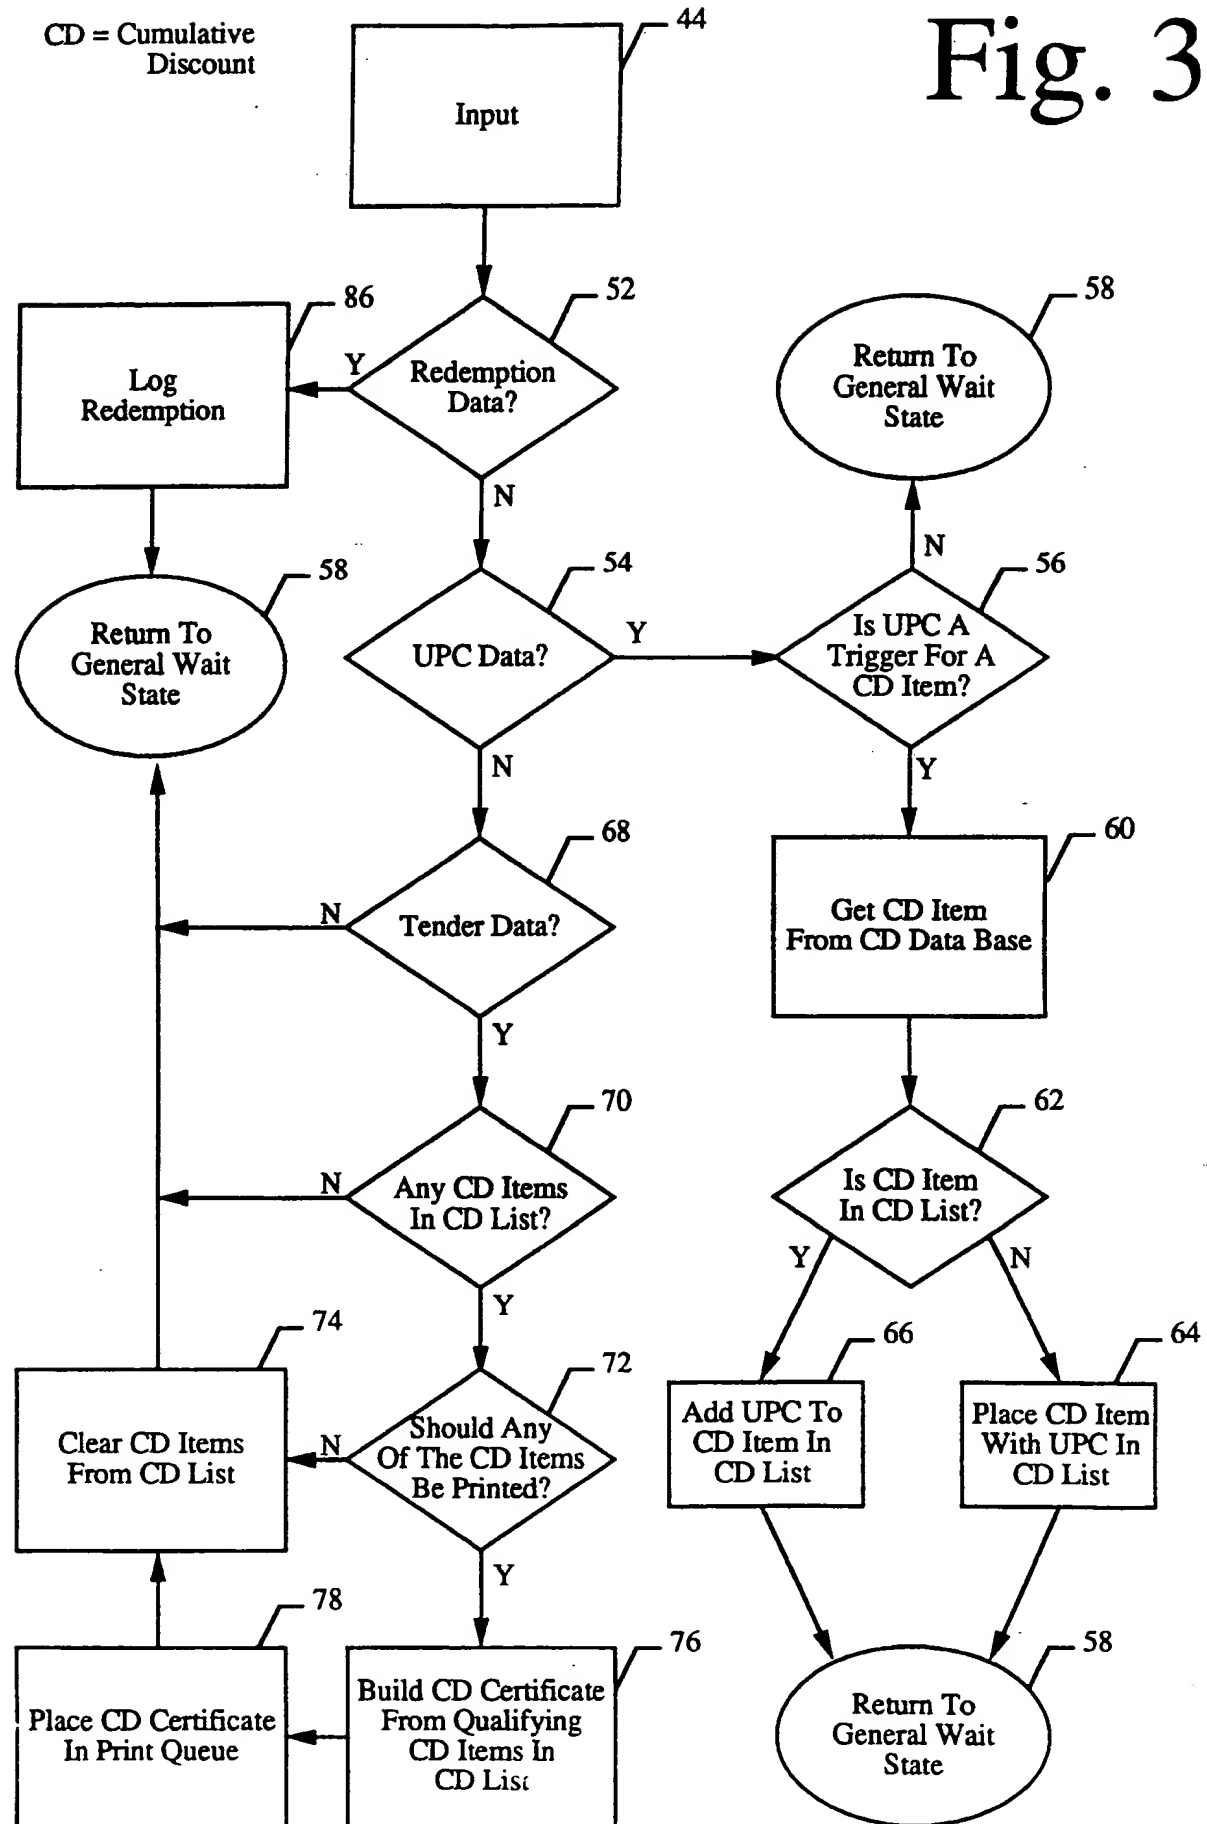 CD = Cumulative
Discount
Fig. 3
44
Input
52
Redemption
Data?
Y
N
86
Log
Redemption
58
Return To
General Wait
State
54
UPC Data?
Y
N
56
Is UPC A
Trigger For A
CD Item?
N
Y
58
Return To
General Wait
State
60
Get CD Item
From CD Data Base
62
Is CD Item
In CD List?
Y
N
66
Add UPC To
CD Item In
CD List
64
Place CD Item
With UPC In
CD List
58
Return To
General Wait
State
68
Tender Data?
N
Y
70
Any CD Items
In CD List?
N
Y
72
Should Any
Of The CD Items
Be Printed?
N
Y
74
Clear CD Items
From CD List
76
Build CD Certificate
From Qualifying
CD Items In
CD List
78
Place CD Certificate
In Print Queue